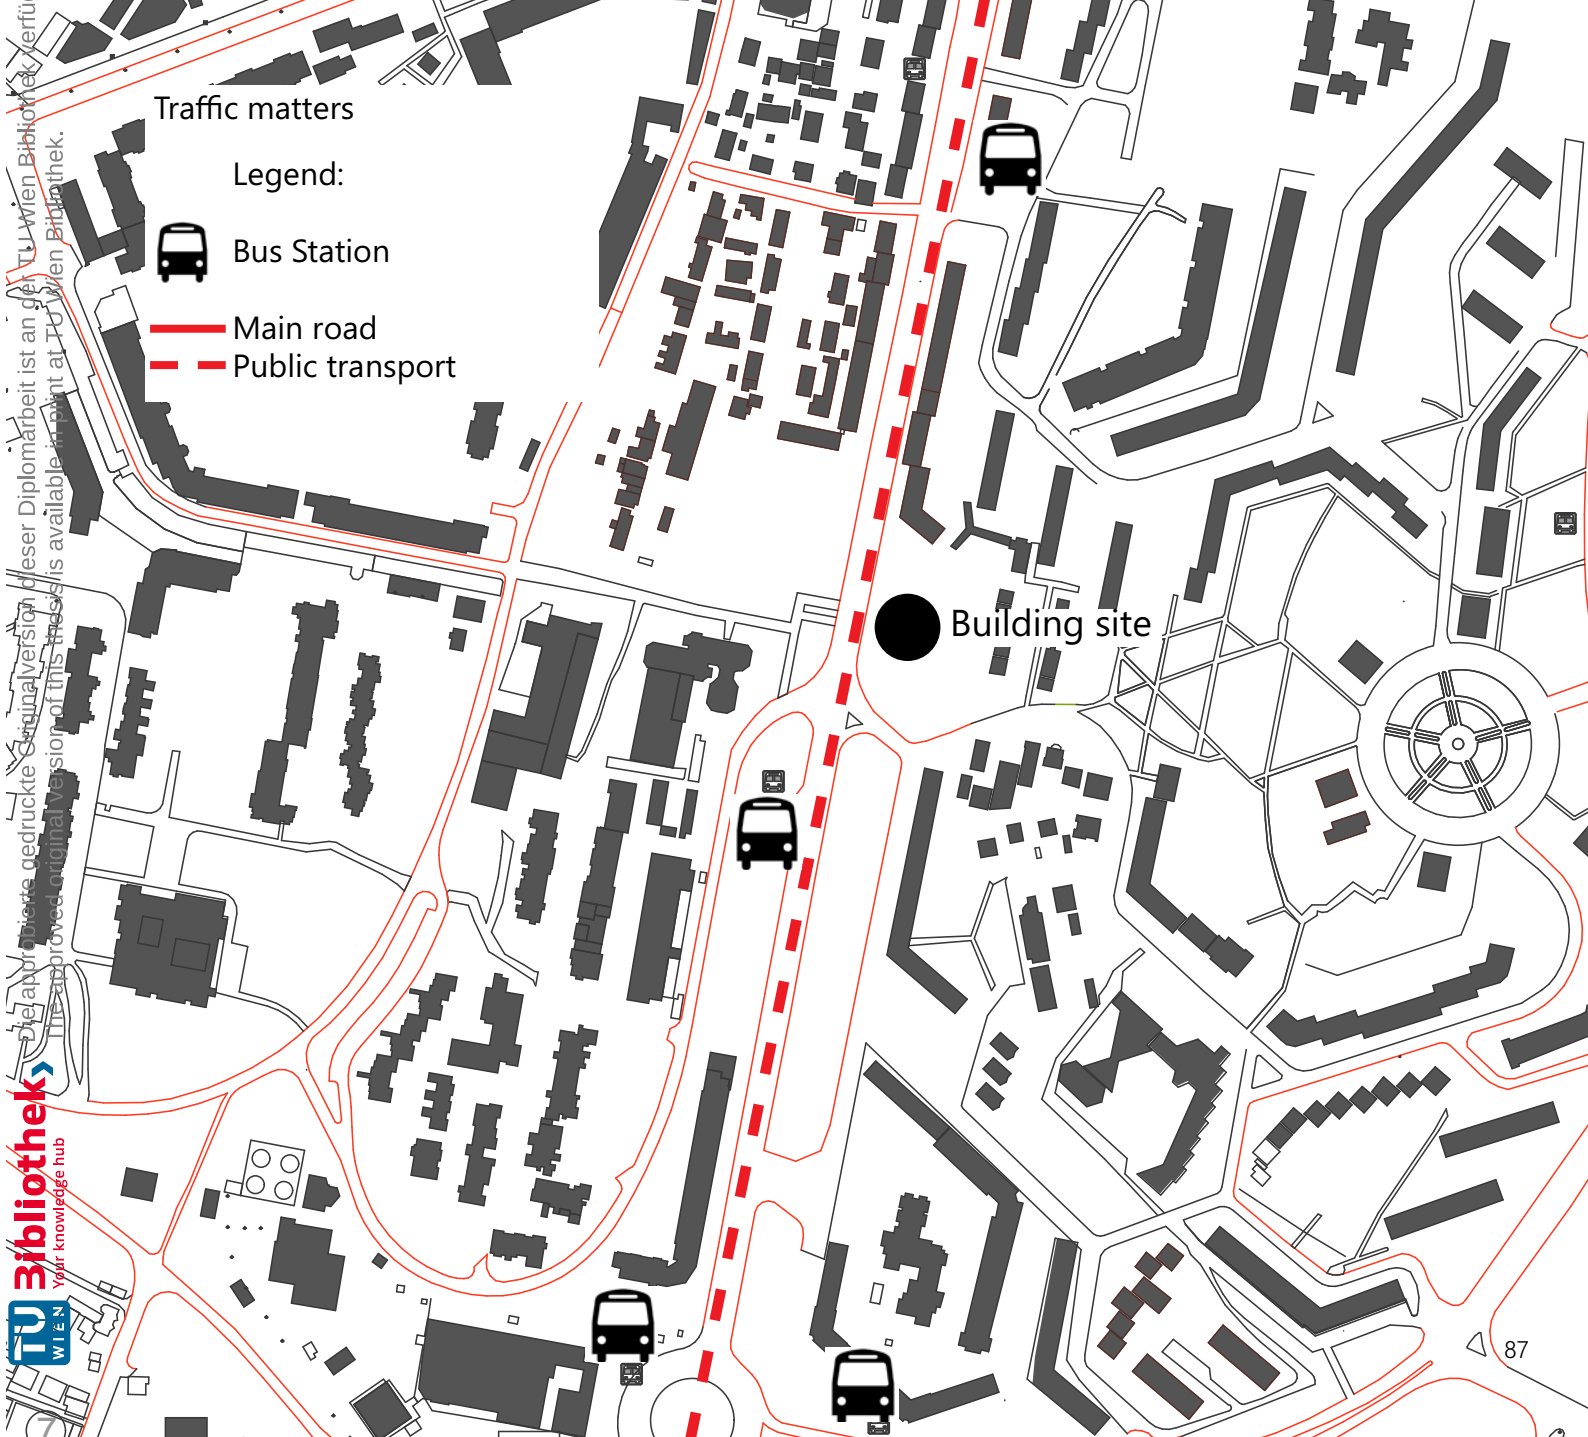 Traffic matters
Legend:
Bus Station
Main road
Public transport
Building site
87
Die approbierte gedruckte Originalversion dieser Diplomarbeit ist an der TU Wien Bibliothek verfü
The approved original version of this thesis is available in print at TU Wien Bibliothek.
TU Bibliothek
WIEN Your knowledge hub
7